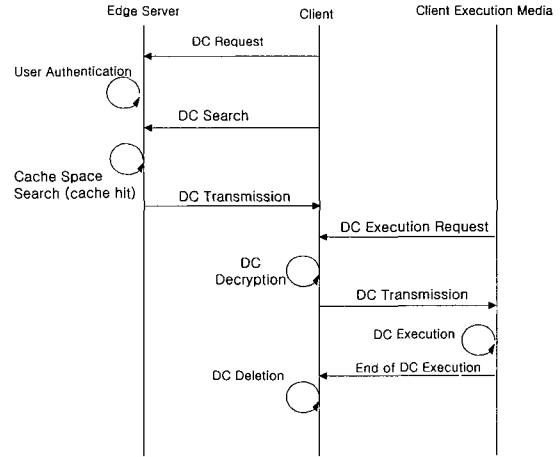 Edge Server
Client
Client Execution Media
DC Request
User Authentication
DC Search
Cache Space
Search (cache hit)
DC Transmission
DC Execution Request
DC
Decryption
DC Transmission
DC Execution
End of DC Execution
DC Deletion